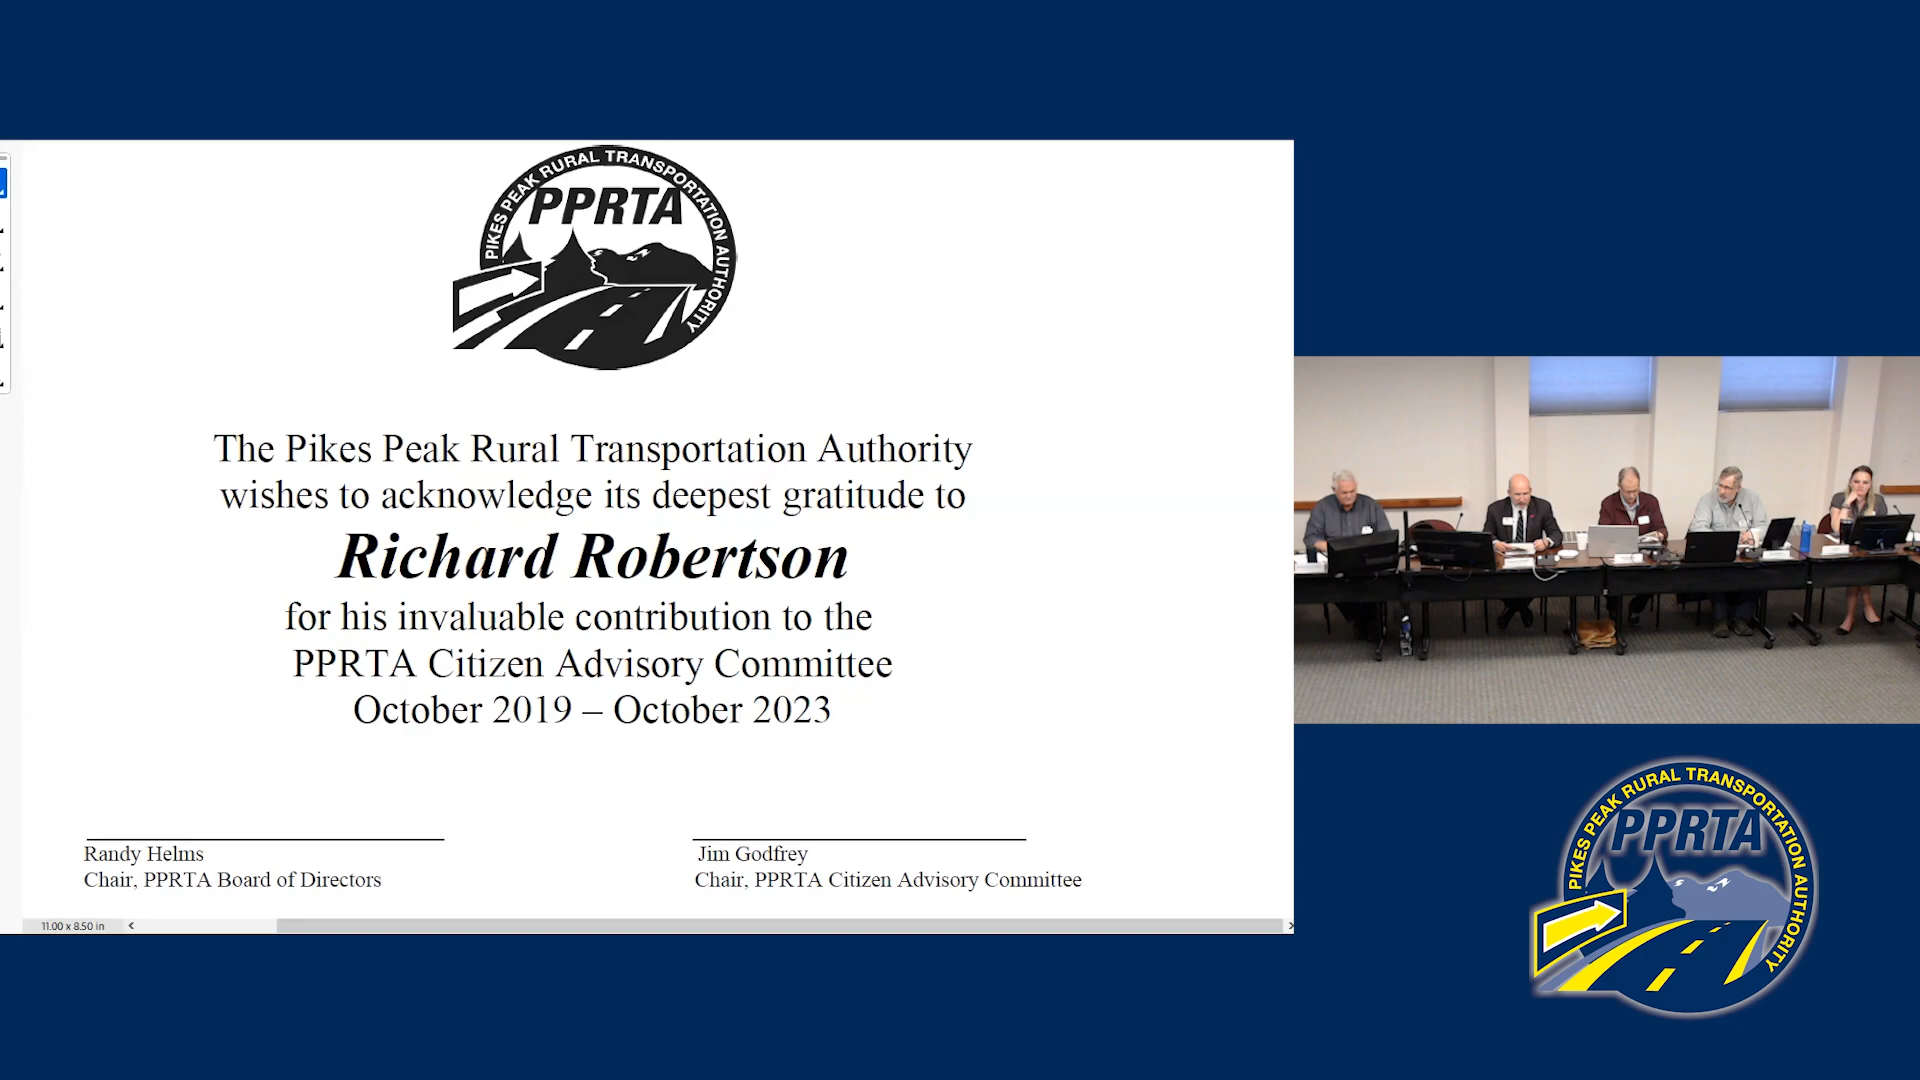 PIKES PEAK RURAL TRANSPORTATION AUTHORITY
PPRTA
The Pikes Peak Rural Transportation Authority
wishes to acknowledge its deepest gratitude to
Richard Robertson
for his invaluable contribution to the
PPRTA Citizen Advisory Committee
October 2019 – October 2023
Randy Helms
Chair, PPRTA Board of Directors
Jim Godfrey
Chair, PPRTA Citizen Advisory Committee
11.00 x 8.50 in
PIKES PEAK RURAL TRANSPORTATION AUTHORITY
PPRTA